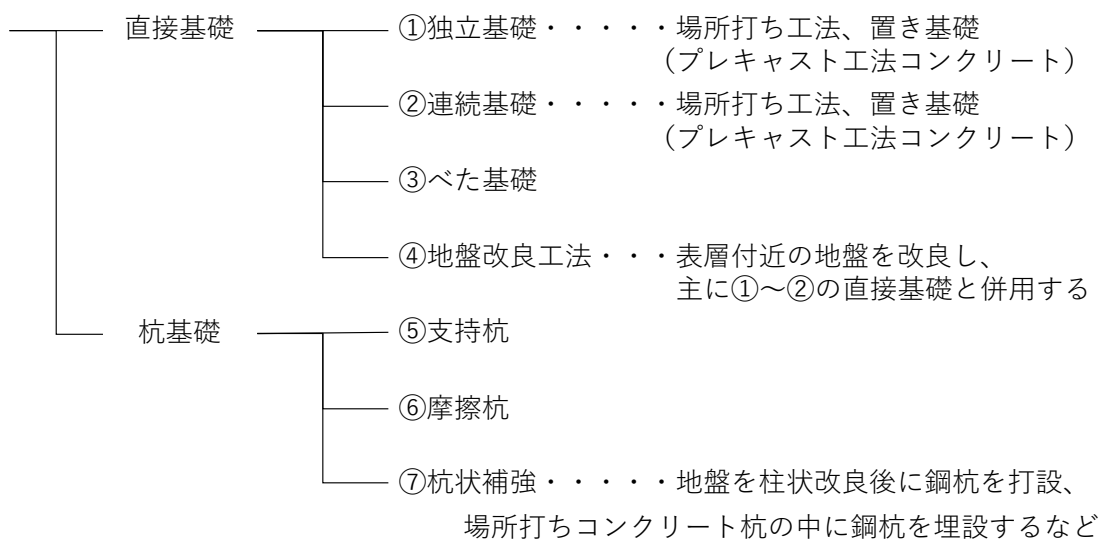 直接基礎 ①独立基礎・・・・・場所打ち工法、置き基礎
（プレキャスト工法コンクリート）
②連続基礎・・・・・場所打ち工法、置き基礎
（プレキャスト工法コンクリート）
③べた基礎
④地盤改良工法・・・表層付近の地盤を改良し、
主に①〜②の直接基礎と併用する
杭基礎 ⑤支持杭
⑥摩擦杭
⑦杭状補強・・・・・地盤を柱状改良後に鋼杭を打設、
場所打ちコンクリート杭の中に鋼杭を埋設するなど